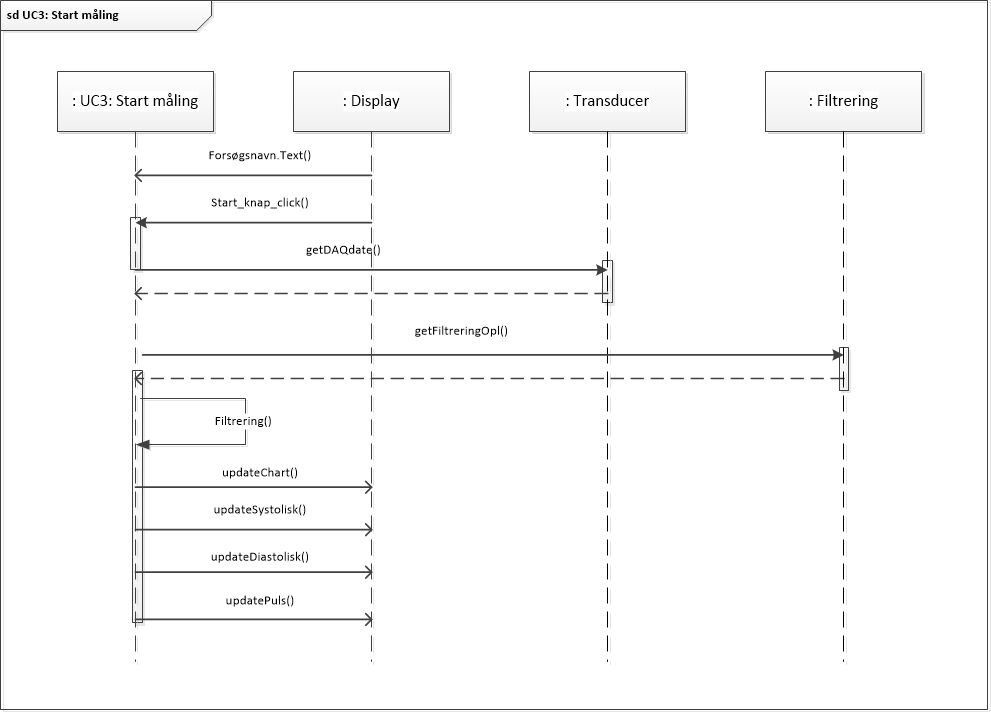 sd UC3: Start måling
: UC3: Start måling
: Display
: Transducer
: Filtrering
Forsøgsnavn.Text()
Start_knap_click()
getDAQdate()
getFiltreringOpl()
Filtrering()
updateChart()
updateSystolisk()
updateDiastolisk()
updatePuls()